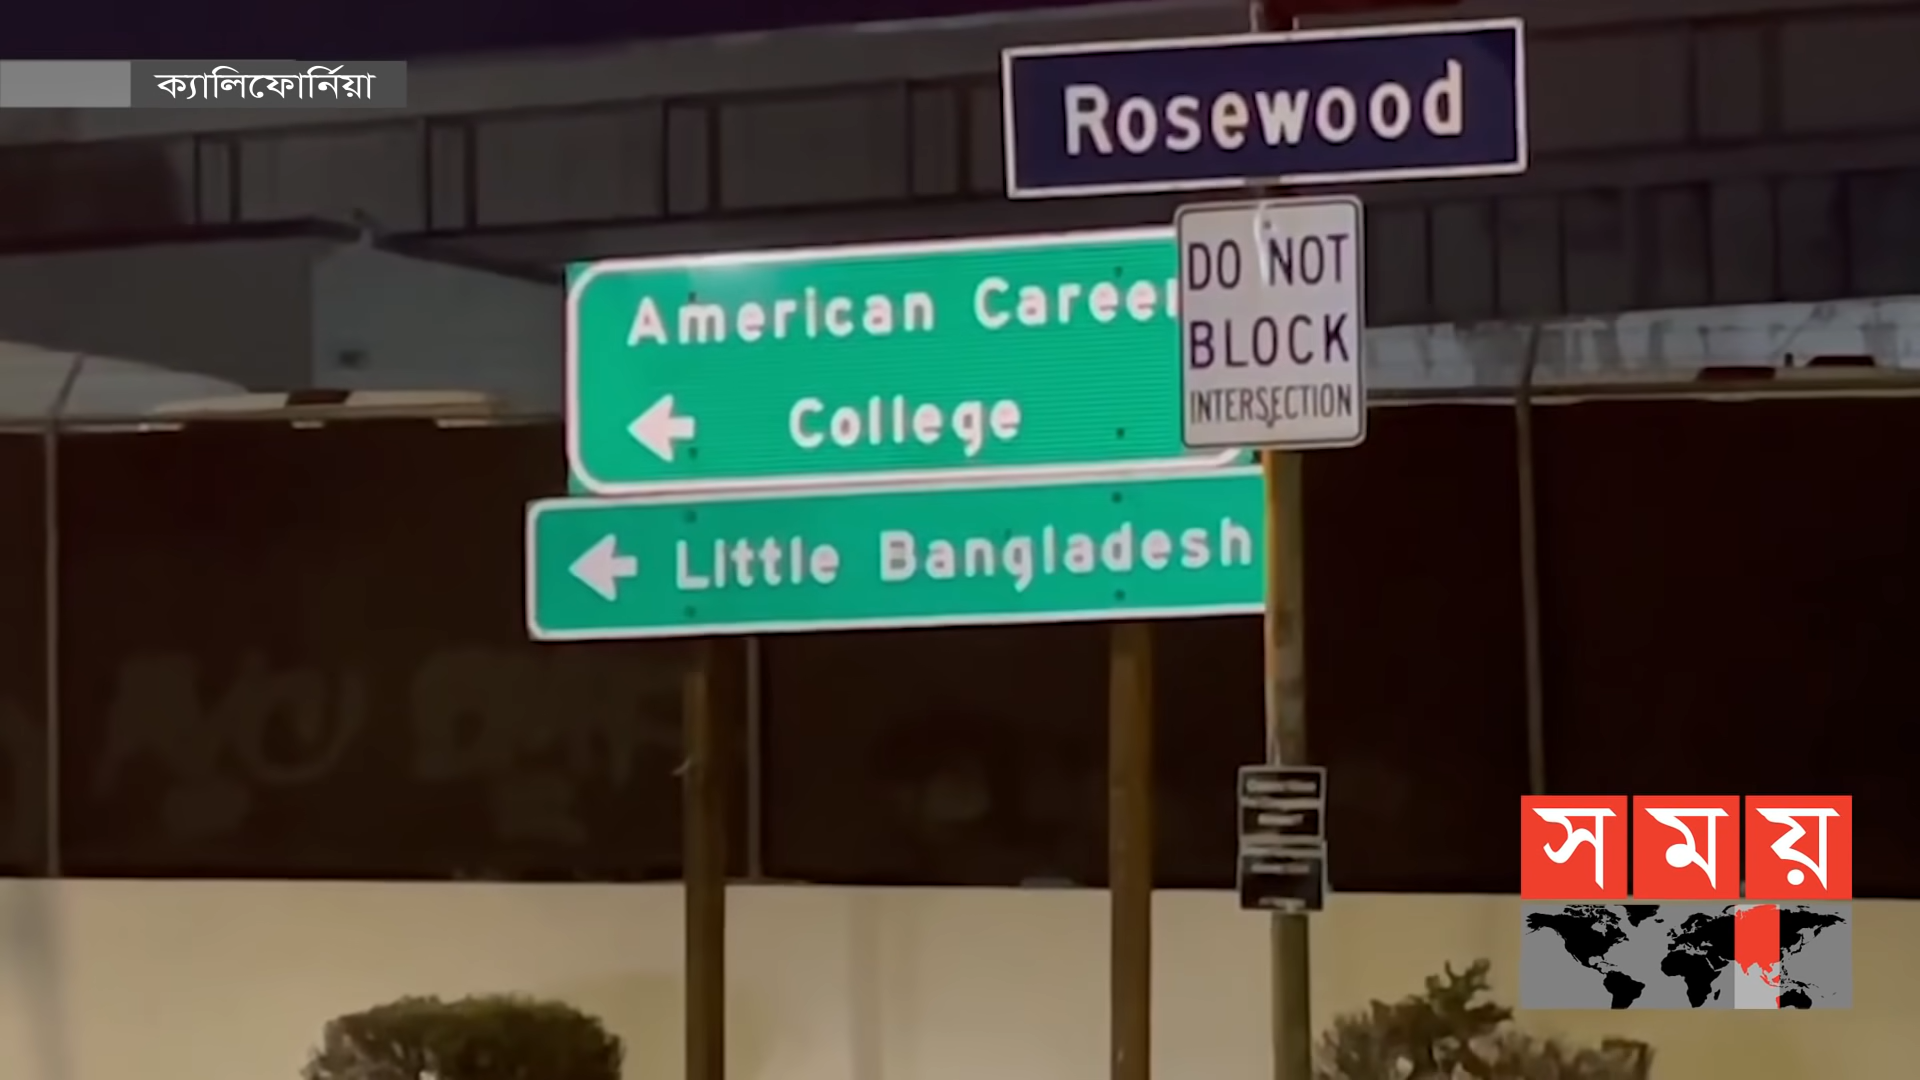 ক্যালিফোর্নিয়া
Rosewood
DO NOT
BLOCK
INTERSECTION
American Career
College
Little Bangladesh
সময়